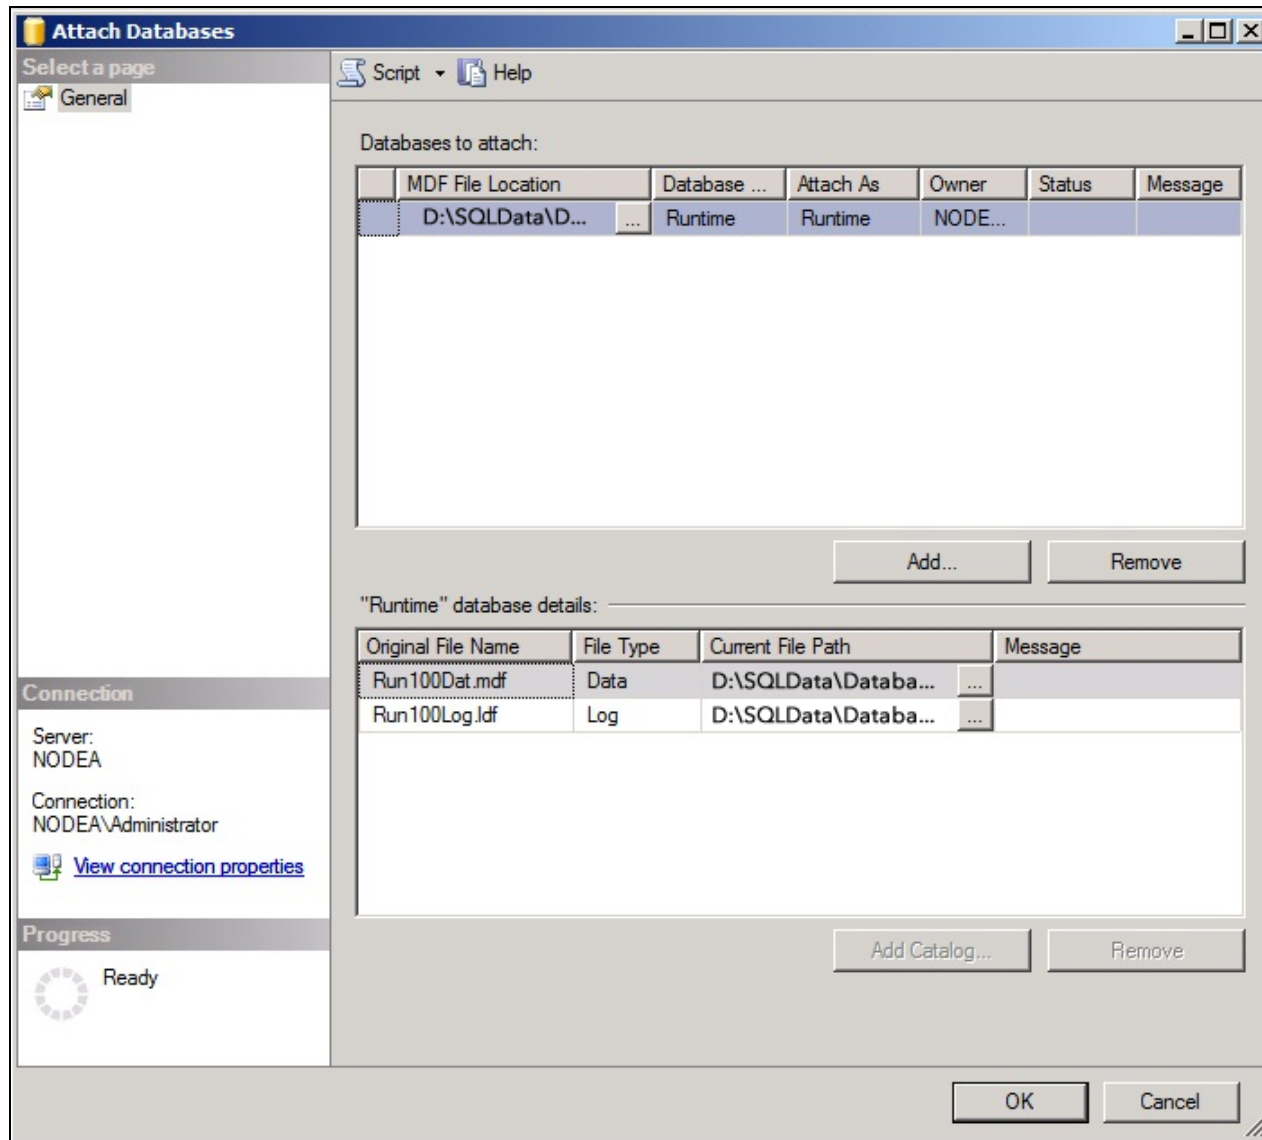 Attach Databases
Select a page
General
Script Help
Databases to attach:
MDF File Location Database ... Attach As Owner Status Message
D:\SQLData\D... ... Runtime Runtime NODE...
Add... Remove
"Runtime" database details:
Original File Name File Type Current File Path Message
Run100Dat.mdf Data D:\SQLData\Databa... ...
Run100Log.ldf Log D:\SQLData\Databa... ...
Add Catalog... Remove
Connection
Server:
NODEA
Connection:
NODEA\Administrator
View connection properties
Progress
Ready
OK Cancel